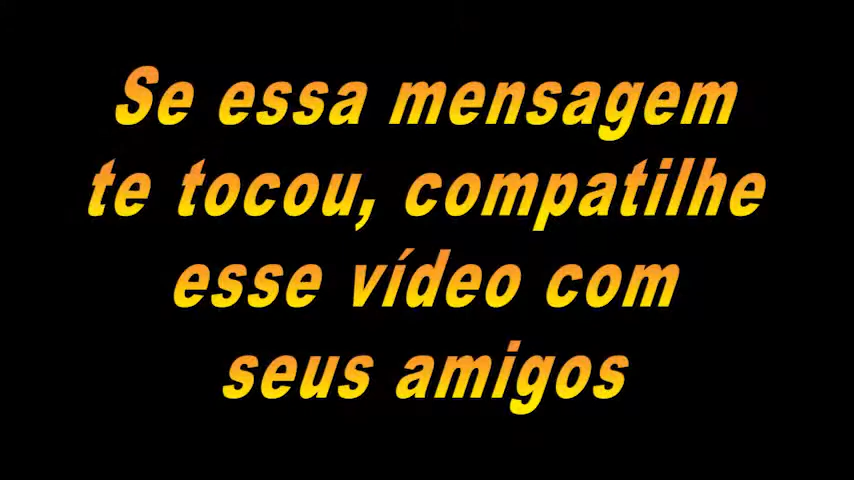 Se essa mensagem
te tocou, compatilhe
esse vídeo com
seus amigos